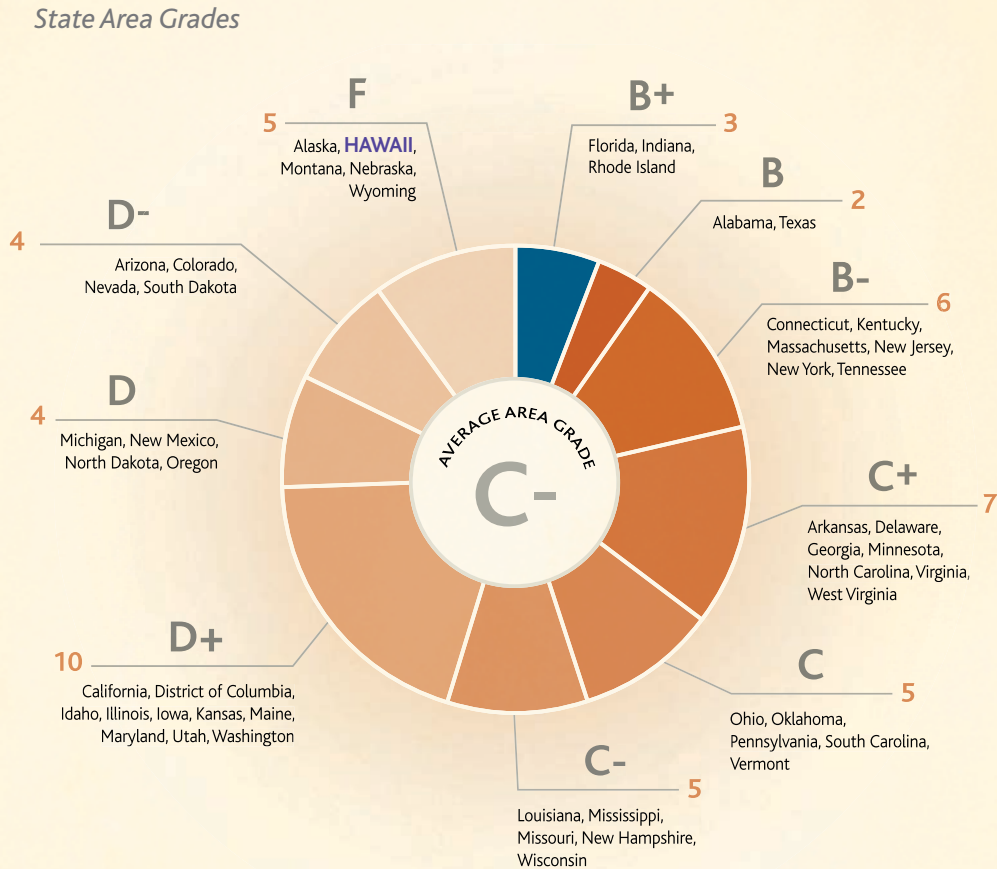 State Area Grades
F
5
Alaska, HAWAII,
Montana, Nebraska,
Wyoming
B+
3
Florida, Indiana,
Rhode Island
B
2
Alabama, Texas
B-
6
Connecticut, Kentucky,
Massachusetts, New Jersey,
New York, Tennessee
C+
7
Arkansas, Delaware,
Georgia, Minnesota,
North Carolina, Virginia,
West Virginia
C
5
Ohio, Oklahoma,
Pennsylvania, South Carolina,
Vermont
C-
5
Louisiana, Mississippi,
Missouri, New Hampshire,
Wisconsin
D+
10
California, District of Columbia,
Idaho, Illinois, Iowa, Kansas, Maine,
Maryland, Utah, Washington
D
4
Michigan, New Mexico,
North Dakota, Oregon
D-
4
Arizona, Colorado,
Nevada, South Dakota
AVERAGE AREA GRADE
C-